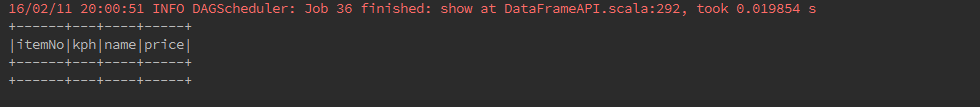 16/02/11 20:00:51 INFO DAGScheduler: Job 36 finished: show at DataFrameAPI.scala:292, took 0.019854 s
+------+---+----+-----+
|itemNo|kph|name|price|
+------+---+----+-----+
+------+---+----+-----+